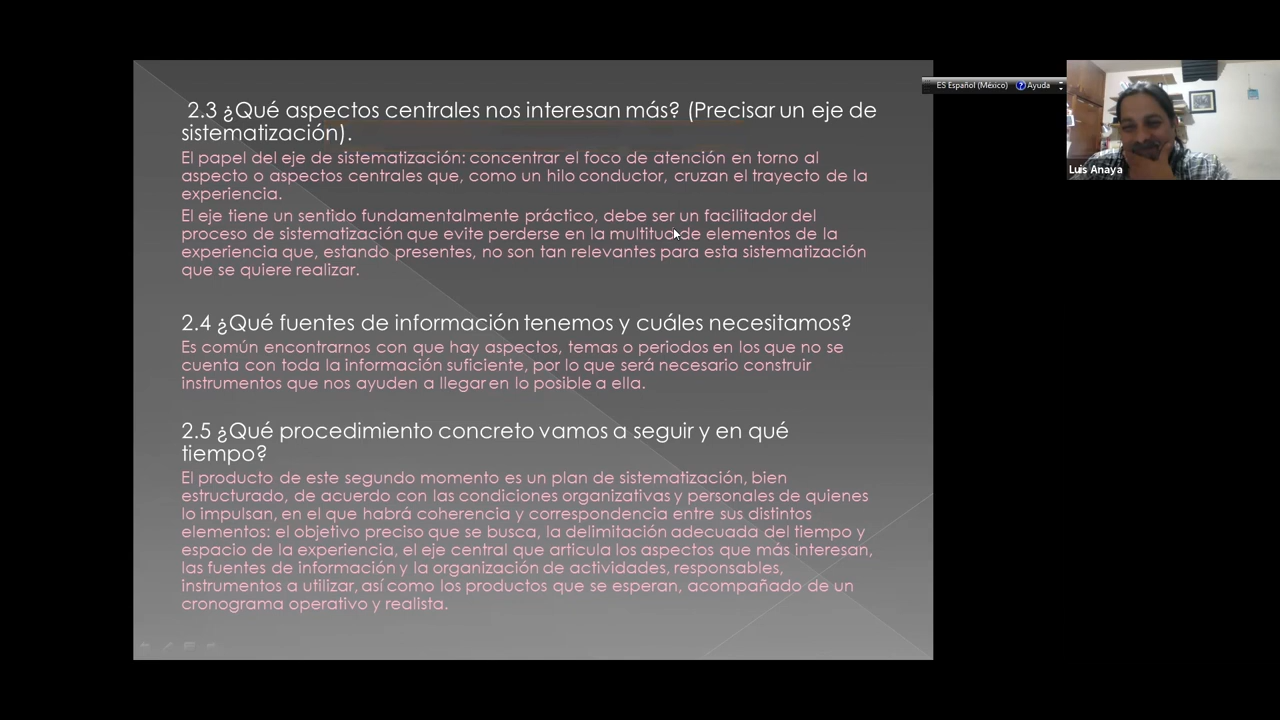 2.3 ¿Qué aspectos centrales nos interesan más? (Precisar un eje de
sistematización).
El papel del eje de sistematización: concentrar el foco de atención en torno al
aspecto o aspectos centrales que, como un hilo conductor, cruzan el trayecto de la
experiencia.
El eje tiene un sentido fundamentalmente práctico, debe ser un facilitador del
proceso de sistematización que evite perderse en la multitud de elementos de la
experiencia que, estando presentes, no son tan relevantes para esta sistematización
que se quiere realizar.
2.4 ¿Qué fuentes de información tenemos y cuáles necesitamos?
Es común encontrarnos con que hay aspectos, temas o periodos en los que no se
cuenta con toda la información suficiente, por lo que será necesario construir
instrumentos que nos ayuden a llegar en lo posible a ella.
2.5 ¿Qué procedimiento concreto vamos a seguir y en qué
tiempo?
El producto de este segundo momento es un plan de sistematización, bien
estructurado, de acuerdo con las condiciones organizativas y personales de quienes
lo impulsan, en el que habrá coherencia y correspondencia entre sus distintos
elementos: el objetivo preciso que se busca, la delimitación adecuada del tiempo y
espacio de la experiencia, el eje central que articula los aspectos que más interesan,
las fuentes de información y la organización de actividades, responsables,
instrumentos a utilizar, así como los productos que se esperan, acompañado de un
cronograma operativo y realista.
ES Español (México) Ayuda
Luis Anaya